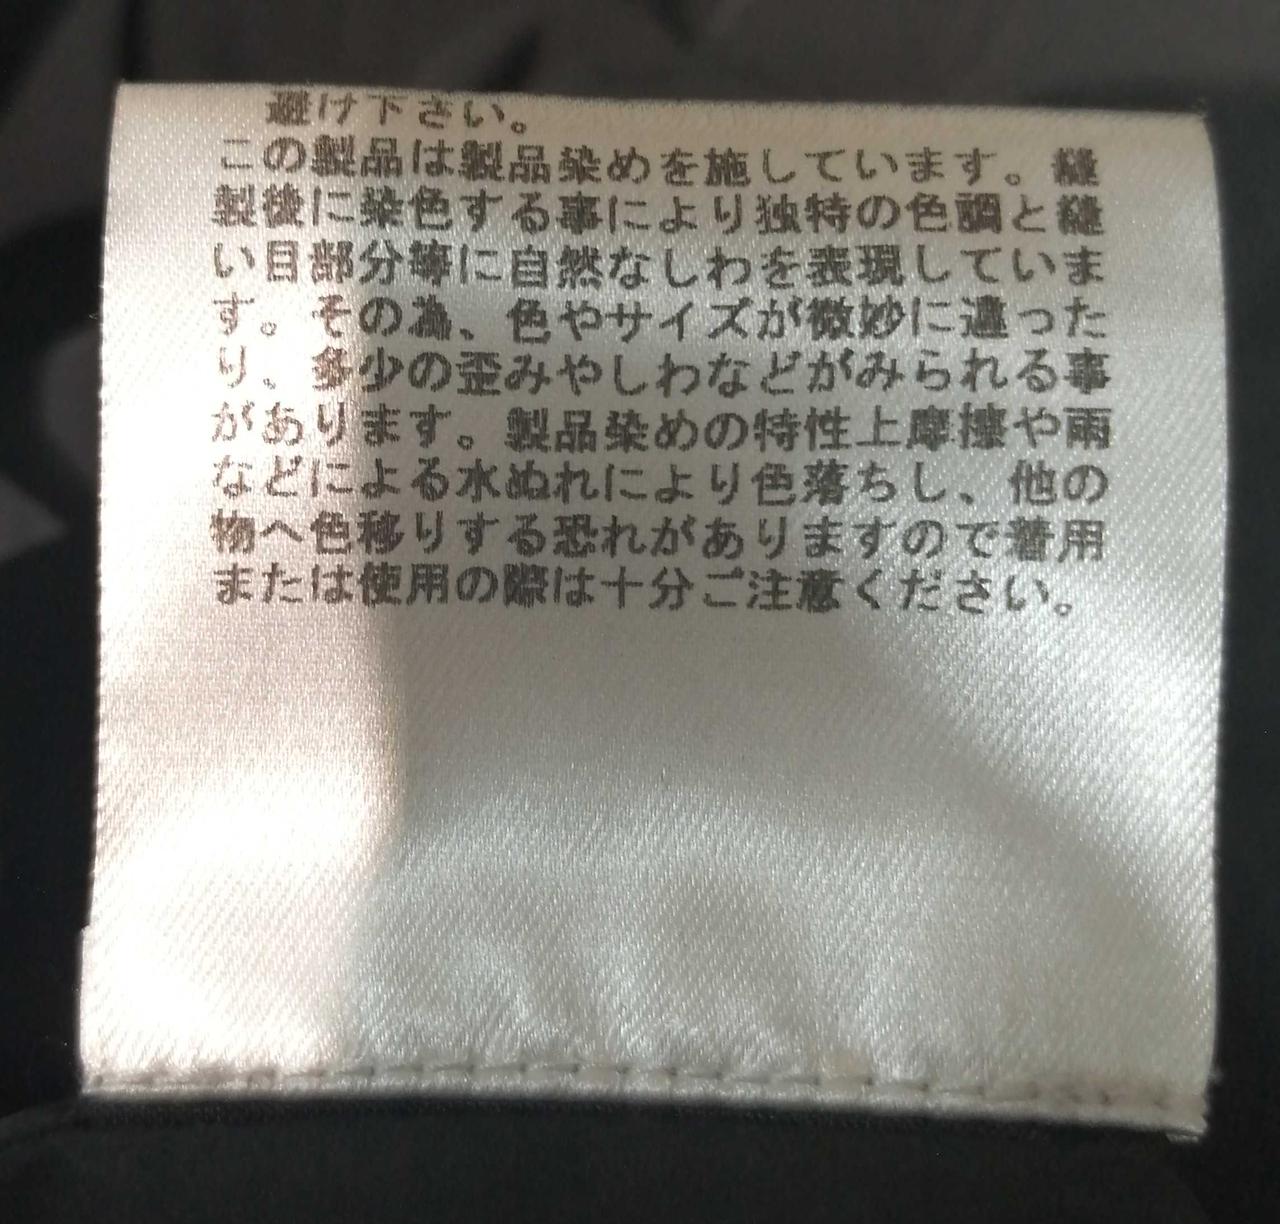 避け下さい。
この製品は製品染めを施しています。縫
製後に染色する事により独特の色調と縫
い目部分等に自然なしわを表現していま
す。その為、色やサイズが微妙に違った
り、多少の歪みやしわなどがみられる事
があります。製品染めの特性上摩擦や雨
などによる水ぬれにより色落ちし、他の
物へ色移りする恐れがありますので着用
または使用の際は十分ご注意ください。